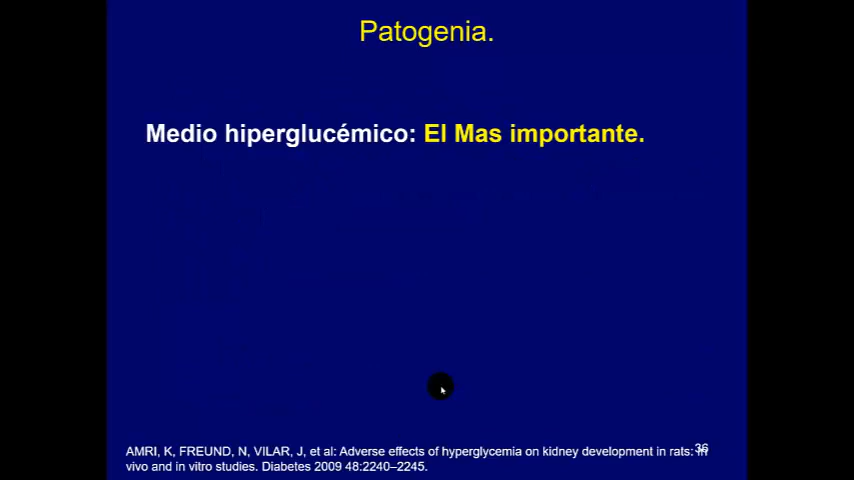 Patogenia.
Medio hiperglucémico: El Mas importante.
36
AMRI, K, FREUND, N, VILAR, J, et al: Adverse effects of hyperglycemia on kidney development in rats: In
vivo and in vitro studies. Diabetes 2009 48:2240–2245.